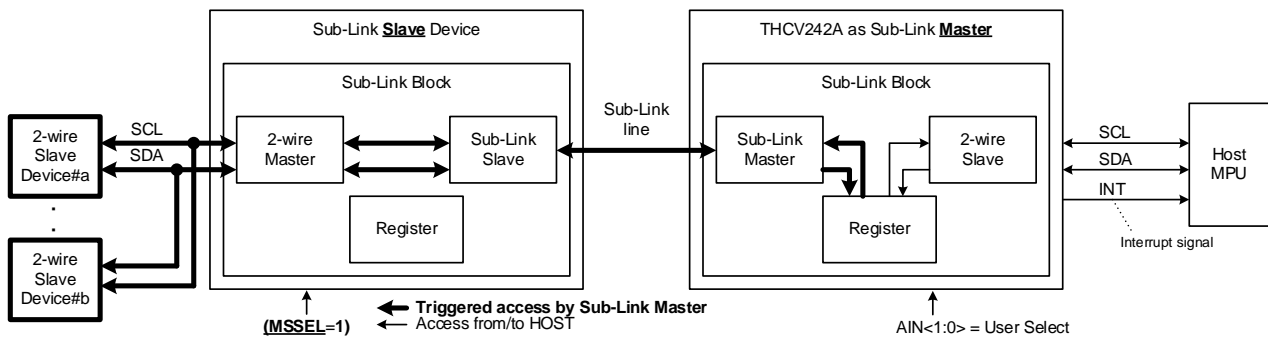 Sub-Link Slave Device
Sub-Link Block
2-wire
Slave
Device#a
SCL
SDA
2-wire
Master
Sub-Link
Slave
Register
.
.
.
2-wire
Slave
Device#b
(MSSEL=1)
Sub-Link
line
THCV242A as Sub-Link Master
Sub-Link Block
Sub-Link
Master
2-wire
Slave
Register
SCL
SDA
INT
Host
MPU
Interrupt signal
Triggered access by Sub-Link Master
Access from/to HOST
AIN<1:0> = User Select